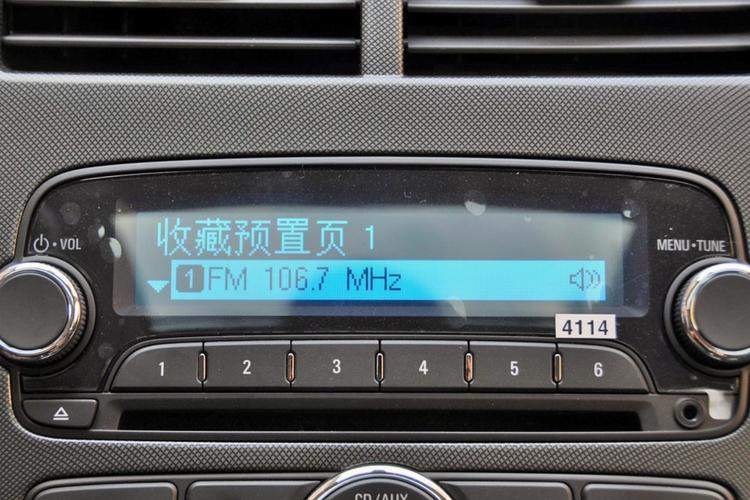 收藏预置页 1
⏻·VOL
MENU·TUNE
1 FM 106.7 MHz
4114
1 2 3 4 5 6
CD/AUX